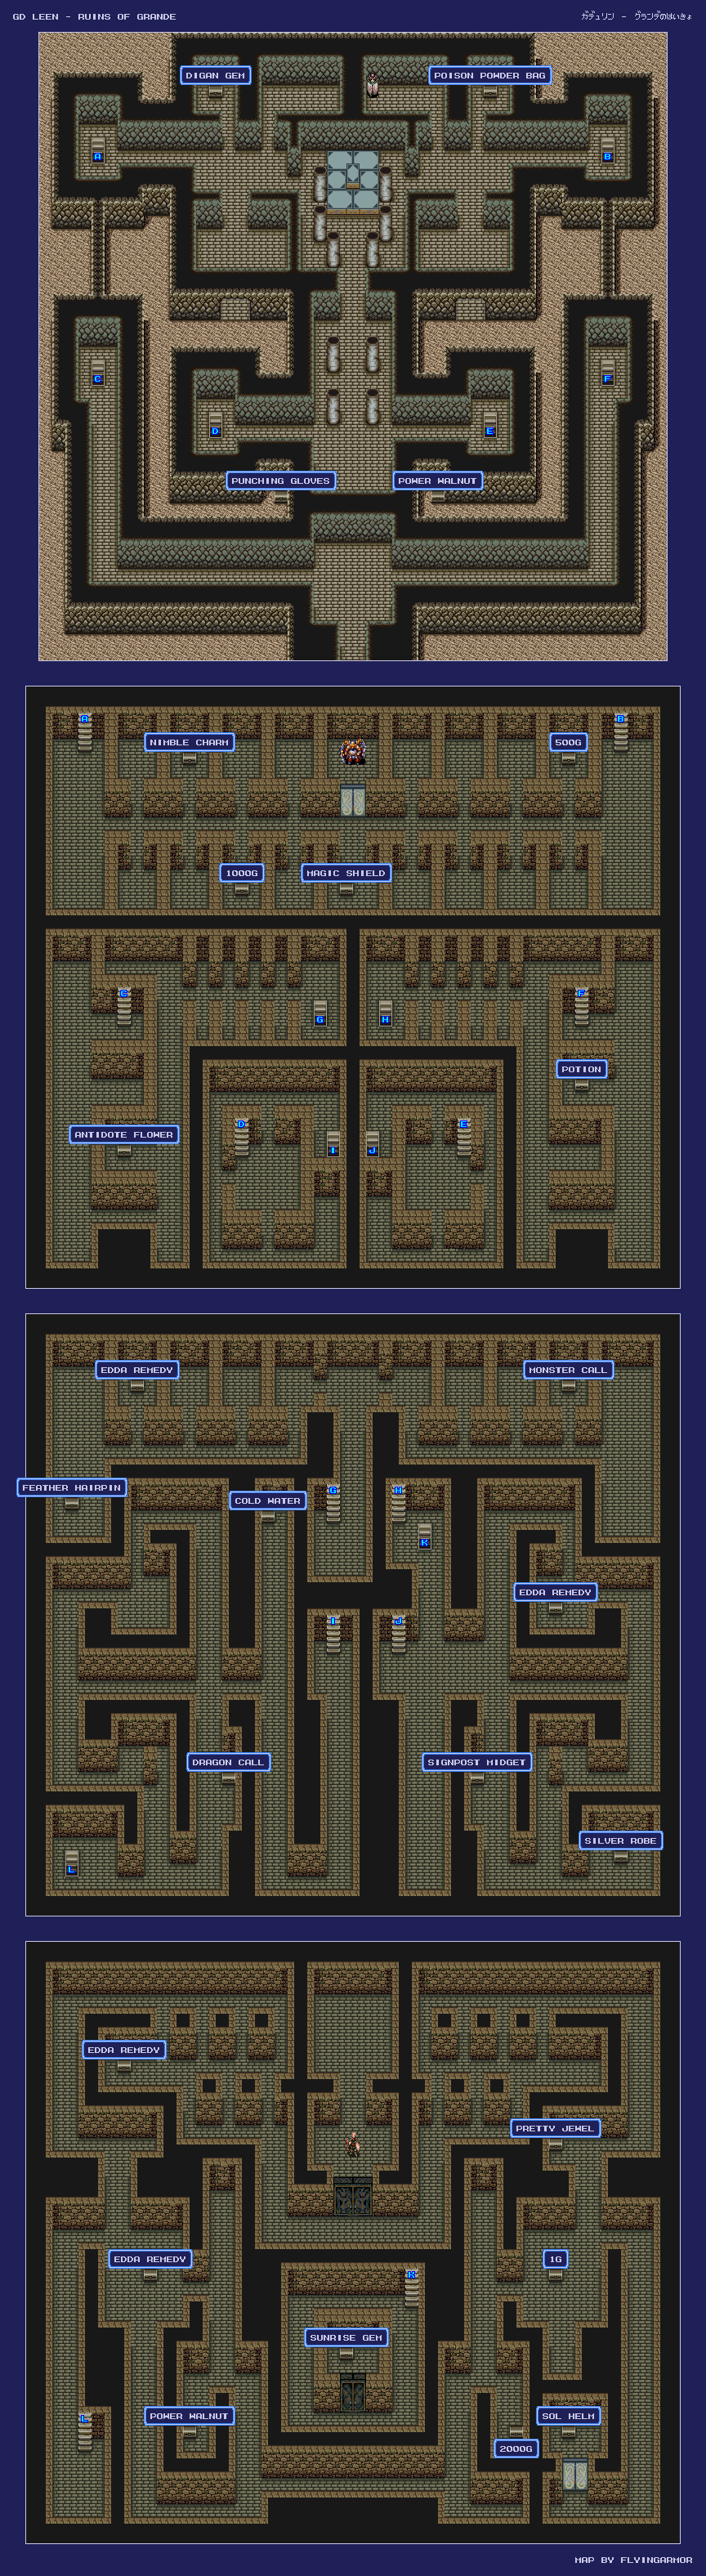 GD LEEN - RUINS OF GRANDE
ガデュリン - グランデのはいきょ
DIGAN GEM
POISON POWDER BAG
A
B
C
F
D
E
PUNCHING GLOVES
POWER WALNUT
A
B
NIMBLE CHARM
500G
1000G
MAGIC SHIELD
C
F
G
H
POTION
D
E
ANTIDOTE FLOWER
I
J
EDDA REMEDY
MONSTER CALL
FEATHER HAIRPIN
COLD WATER
G
H
K
EDDA REMEDY
I
J
DRAGON CALL
SIGNPOST MIDGET
SILVER ROBE
L
EDDA REMEDY
PRETTY JEWEL
EDDA REMEDY
1G
K
SUNRISE GEM
L
POWER WALNUT
SOL HELM
2000G
MAP BY FLYINGARMOR